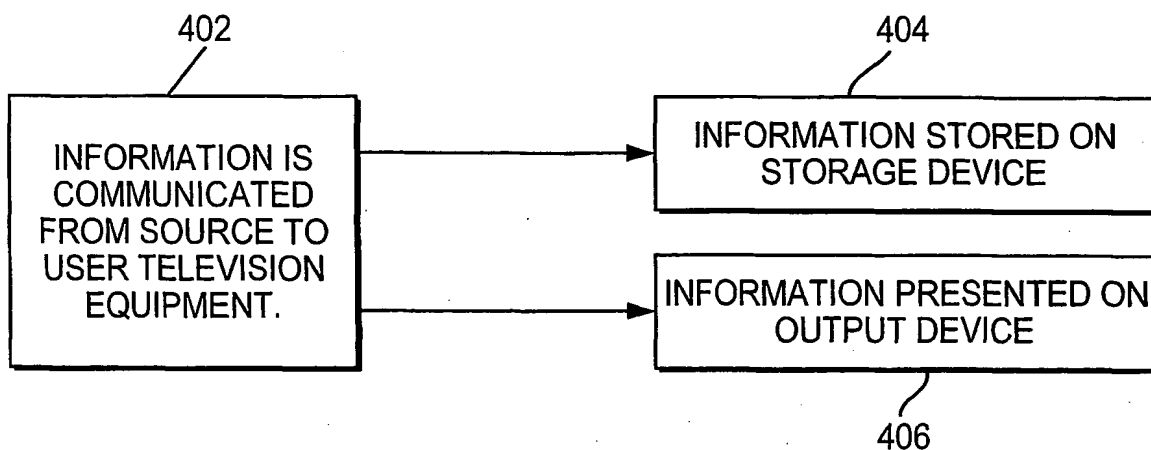 402
INFORMATION IS
COMMUNICATED
FROM SOURCE TO
USER TELEVISION
EQUIPMENT.
404
INFORMATION STORED ON
STORAGE DEVICE
INFORMATION PRESENTED ON
OUTPUT DEVICE
406